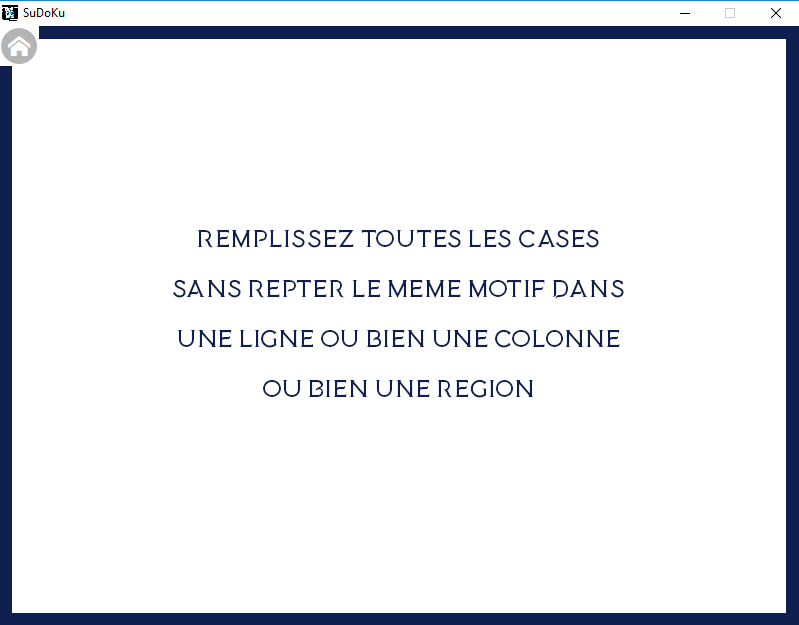 SuDoKu
REMPLISSEZ TOUTES LES CASES
SANS REPTER LE MEME MOTIF DANS
UNE LIGNE OU BIEN UNE COLONNE
OU BIEN UNE REGION